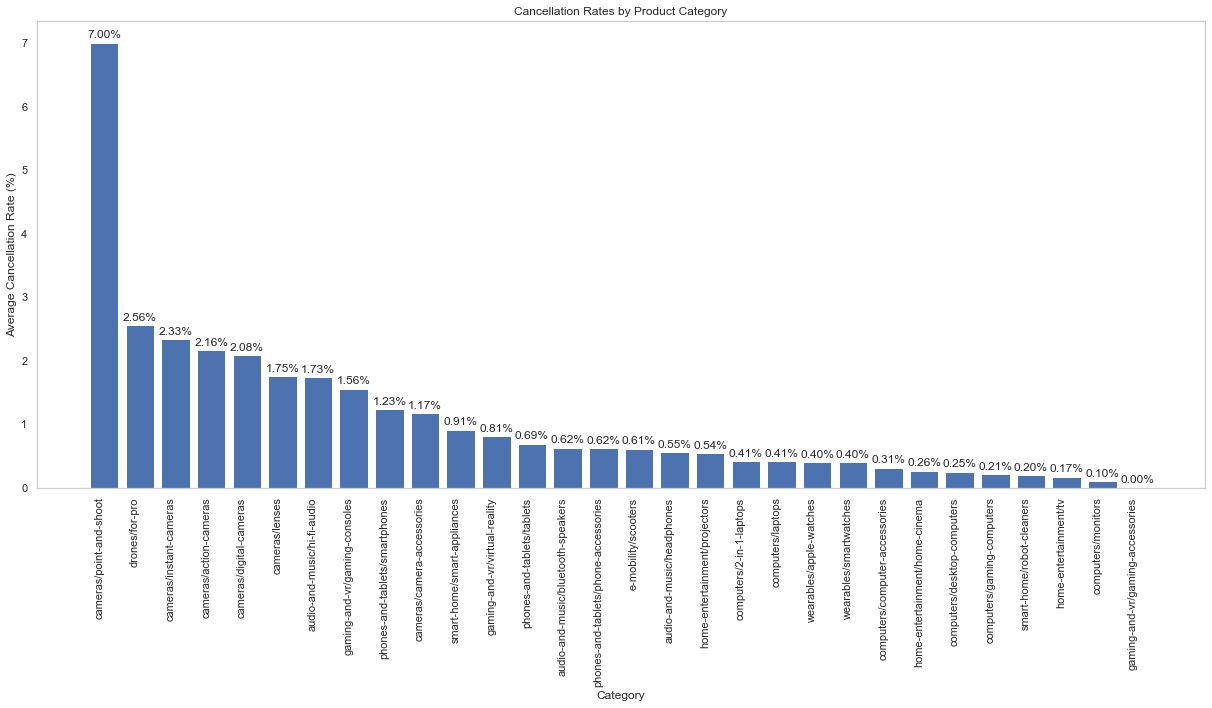 Cancellation Rates by Product Category
Average Cancellation Rate (%)
7
6
5
4
3
2
1
0
7.00%
2.56%
2.33%
2.16%
2.08%
1.75%
1.73%
1.56%
1.23%
1.17%
0.91%
0.81%
0.69%
0.62%
0.62%
0.61%
0.55%
0.54%
0.41%
0.41%
0.40%
0.40%
0.31%
0.26%
0.25%
0.21%
0.20%
0.17%
0.10%
0.00%
cameras/point-and-shoot
drones/for-pro
cameras/instant-cameras
cameras/action-cameras
cameras/digital-cameras
cameras/lenses
audio-and-music/hi-fi-audio
gaming-and-vr/gaming-consoles
phones-and-tablets/smartphones
cameras/camera-accessories
smart-home/smart-appliances
gaming-and-vr/virtual-reality
phones-and-tablets/tablets
audio-and-music/bluetooth-speakers
phones-and-tablets/phone-accessories
e-mobility/scooters
audio-and-music/headphones
home-entertainment/projectors
computers/2-in-1-laptops
computers/laptops
wearables/apple-watches
wearables/smartwatches
computers/computer-accessories
home-entertainment/home-cinema
computers/desktop-computers
computers/gaming-computers
smart-home/robot-cleaners
home-entertainment/tv
computers/monitors
gaming-and-vr/gaming-accessories
Category